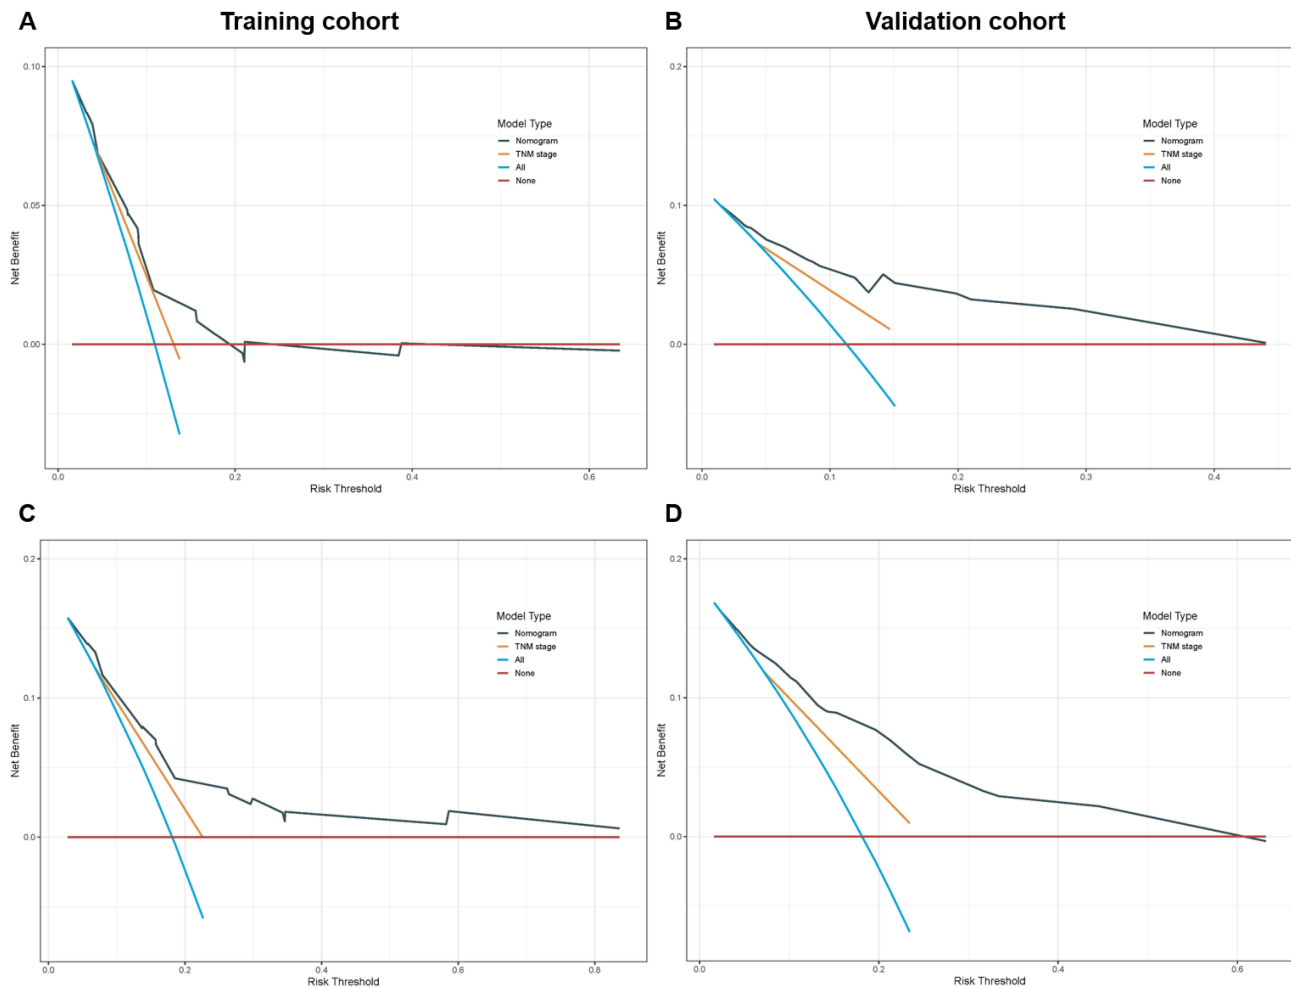 A Training cohort
B Validation cohort
0.10
0.05
0.00
Net Benefit
Model Type
Nomogram
TNM stage
All
None
0.0 0.2 0.4 0.6
Risk Threshold
0.2
0.1
0.0
Net Benefit
Model Type
Nomogram
TNM stage
All
None
0.0 0.1 0.2 0.3 0.4
Risk Threshold
C
0.2
0.1
0.0
Net Benefit
Model Type
Nomogram
TNM stage
All
None
0.0 0.2 0.4 0.6 0.8
Risk Threshold
D
0.2
0.1
0.0
Net Benefit
Model Type
Nomogram
TNM stage
All
None
0.0 0.2 0.4 0.6
Risk Threshold